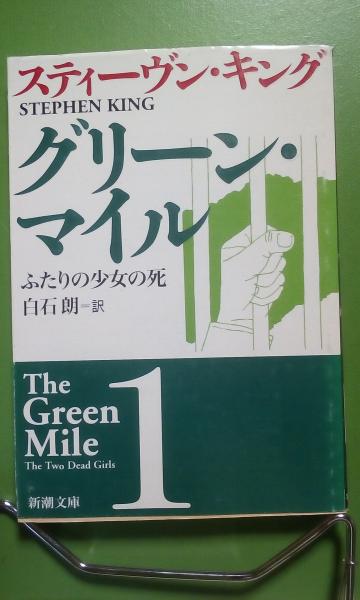 スティーヴン・キング
STEPHEN KING
グリーン・
マイル
ふたりの少女の死
白石 朗=訳
The
Green
Mile
The Two Dead Girls
1
新潮文庫